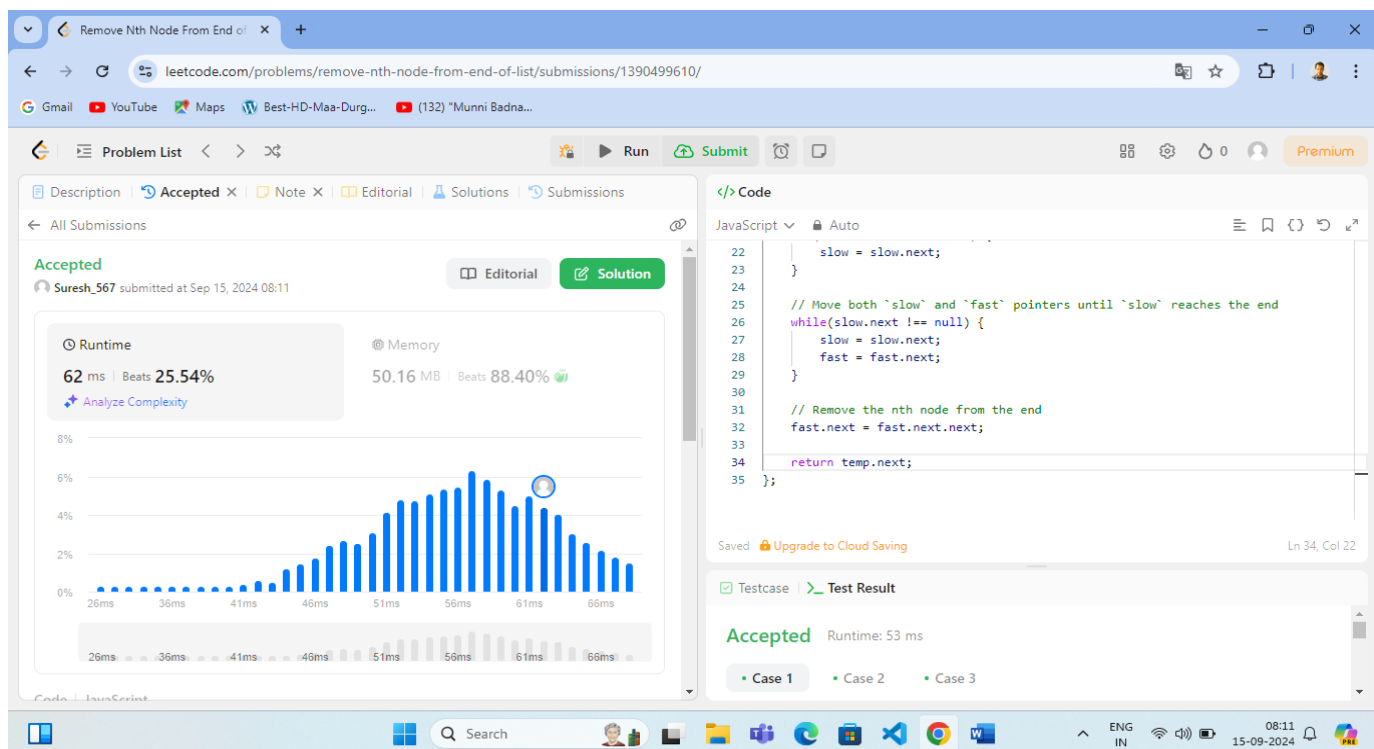 Remove Nth Node From End of
leetcode.com/problems/remove-nth-node-from-end-of-list/submissions/1390499610/
Gmail YouTube Maps Best-HD-Maa-Durg... (132) "Munni Badna...
Problem List Run Submit 0 Premium
Description Accepted Note Editorial Solutions Submissions
All Submissions
Accepted
Suresh_567 submitted at Sep 15, 2024 08:11
Editorial Solution
Runtime
62 ms Beats 25.54%
Analyze Complexity
Memory
50.16 MB Beats 88.40%
8%
6%
4%
2%
0%
26ms 36ms 41ms 46ms 51ms 56ms 61ms 66ms
26ms 36ms 41ms 46ms 51ms 56ms 61ms 66ms
Code JavaScript
</> Code
JavaScript Auto
22 slow = slow.next;
23 }
24
25 // Move both `slow` and `fast` pointers until `slow` reaches the end
26 while(slow.next !== null) {
27 slow = slow.next;
28 fast = fast.next;
29 }
30
31 // Remove the nth node from the end
32 fast.next = fast.next.next;
33
34 return temp.next;
35 };
Saved Upgrade to Cloud Saving Ln 34, Col 22
Testcase >_ Test Result
Accepted Runtime: 53 ms
• Case 1 • Case 2 • Case 3
Search
ENG
IN
08:11
15-09-2024
PRE